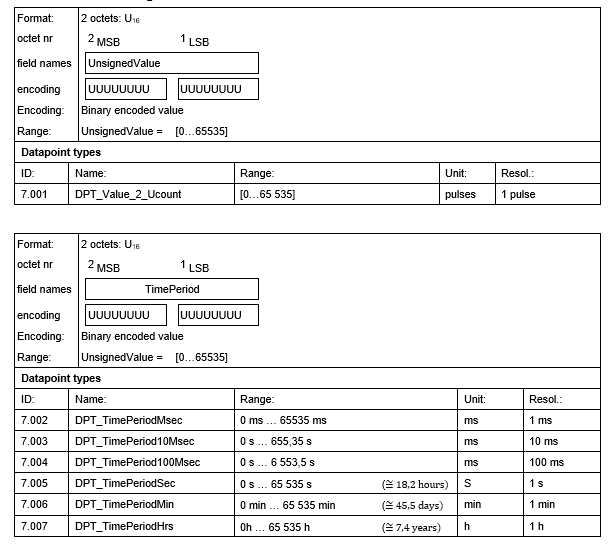 Format: 2 octets: U₁₆
octet nr 2 MSB 1 LSB
field names UnsignedValue
encoding UUUUUUUU UUUUUUUU
Encoding: Binary encoded value
Range: UnsignedValue = [0…65535]
Datapoint types
ID: Name: Range: Unit: Resol.:
7.001 DPT_Value_2_Ucount [0…65 535] pulses 1 pulse
Format: 2 octets: U₁₆
octet nr 2 MSB 1 LSB
field names TimePeriod
encoding UUUUUUUU UUUUUUUU
Encoding: Binary encoded value
Range: UnsignedValue = [0…65535]
Datapoint types
ID: Name: Range: Unit: Resol.:
7.002 DPT_TimePeriodMsec 0 ms … 65535 ms ms 1 ms
7.003 DPT_TimePeriod10Msec 0 s … 655,35 s ms 10 ms
7.004 DPT_TimePeriod100Msec 0 s … 6 553,5 s ms 100 ms
7.005 DPT_TimePeriodSec 0 s … 65 535 s (≅ 18,2 hours) S 1 s
7.006 DPT_TimePeriodMin 0 min … 65 535 min (≅ 45,5 days) min 1 min
7.007 DPT_TimePeriodHrs 0h … 65 535 h (≅ 7,4 years) h 1 h